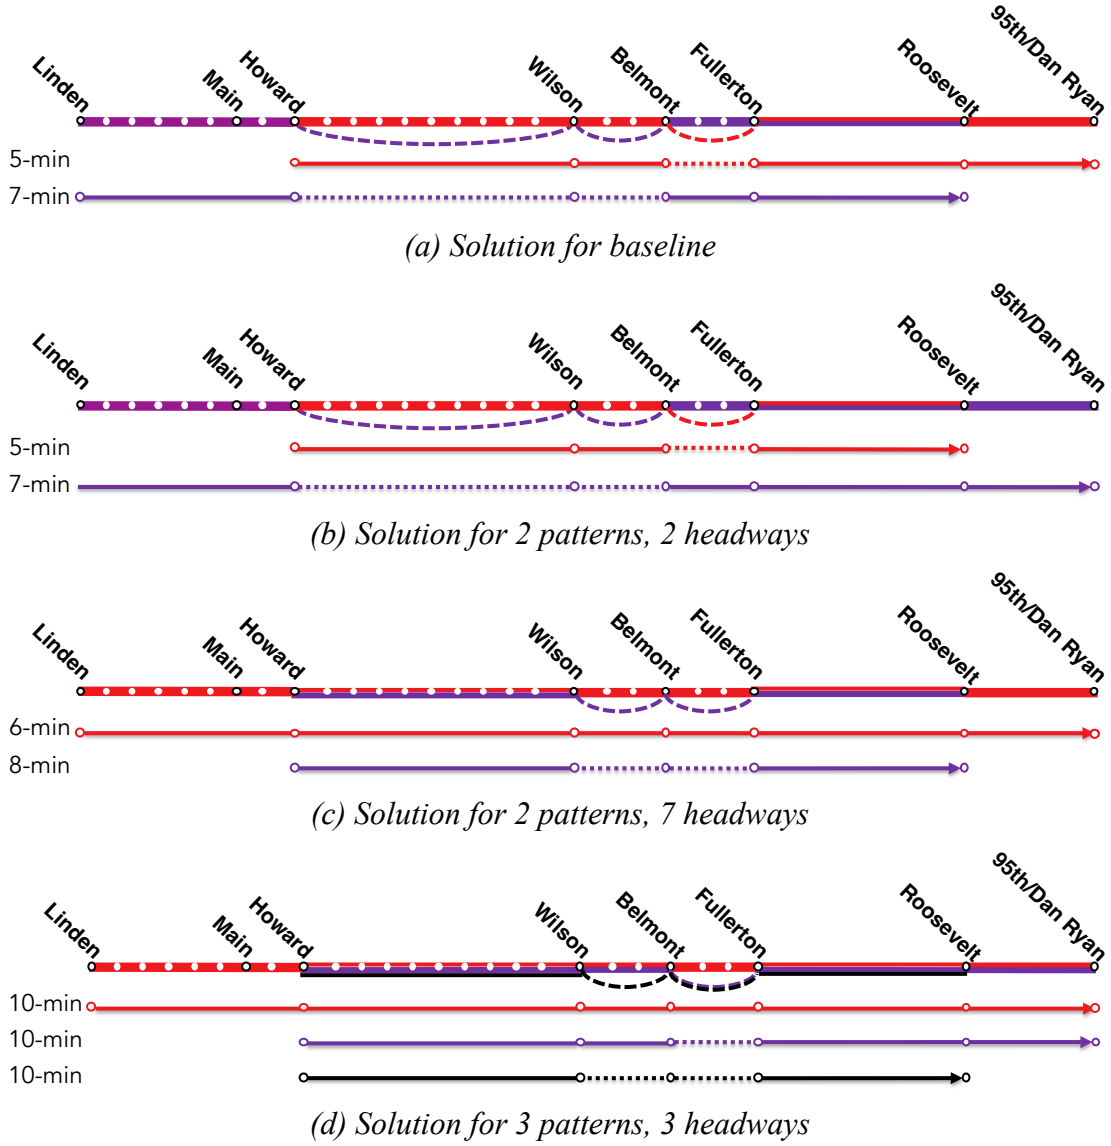 Linden
Main
Howard
Wilson
Belmont
Fullerton
Roosevelt
95th/Dan Ryan
5-min
7-min
(a) Solution for baseline
Linden
Main
Howard
Wilson
Belmont
Fullerton
Roosevelt
95th/Dan Ryan
5-min
7-min
(b) Solution for 2 patterns, 2 headways
Linden
Main
Howard
Wilson
Belmont
Fullerton
Roosevelt
95th/Dan Ryan
6-min
8-min
(c) Solution for 2 patterns, 7 headways
Linden
Main
Howard
Wilson
Belmont
Fullerton
Roosevelt
95th/Dan Ryan
10-min
10-min
10-min
(d) Solution for 3 patterns, 3 headways